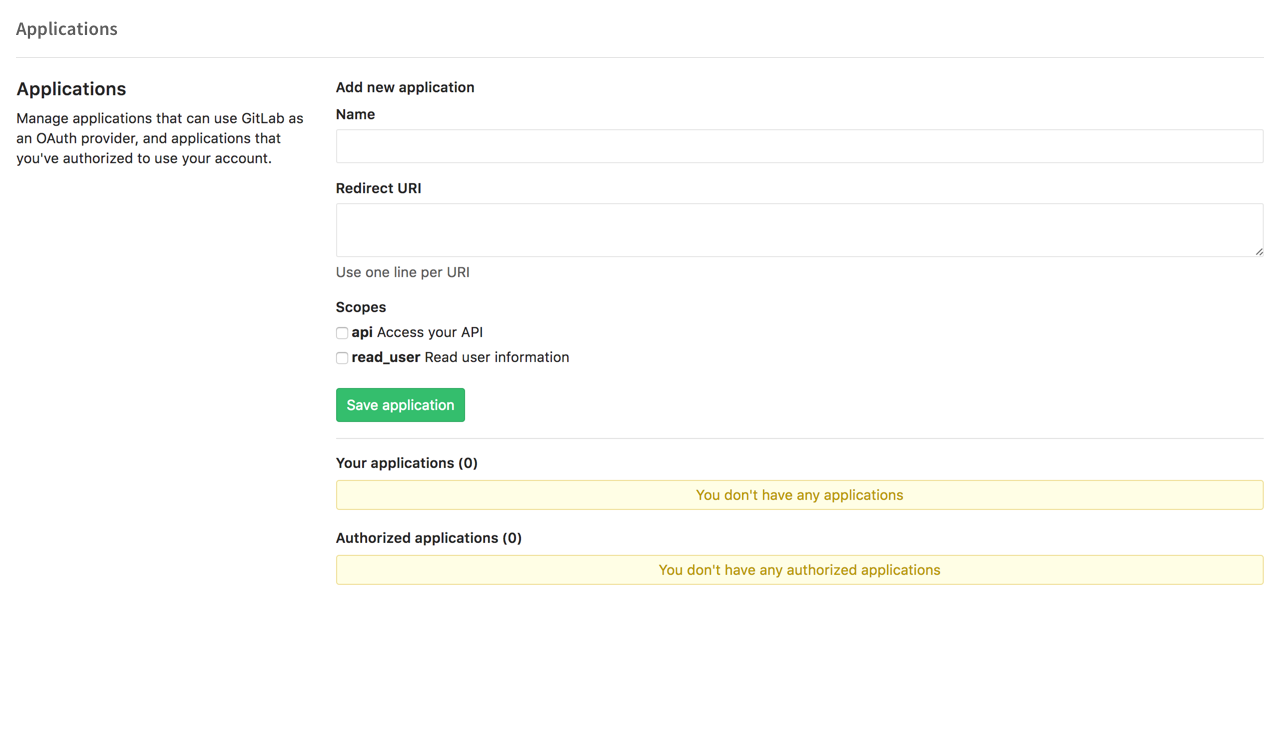 Applications
Applications
Manage applications that can use GitLab as
an OAuth provider, and applications that
you've authorized to use your account.
Add new application
Name
Redirect URI
Use one line per URI
Scopes
api Access your API
read_user Read user information
Save application
Your applications (0)
You don't have any applications
Authorized applications (0)
You don't have any authorized applications